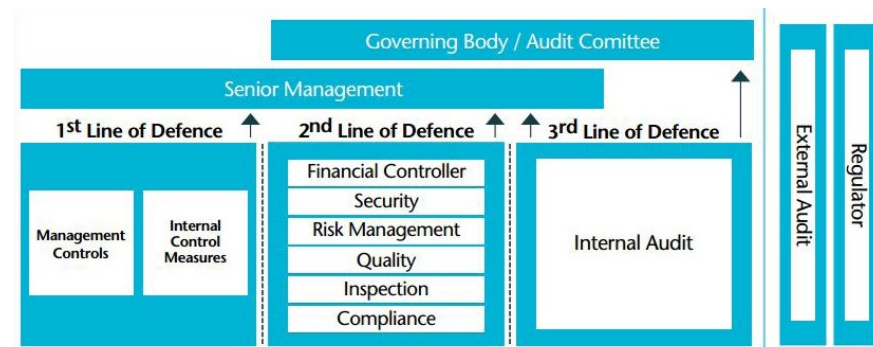 Governing Body / Audit Comittee
Senior Management
1st Line of Defence
2nd Line of Defence
3rd Line of Defence
Management
Controls
Internal
Control
Measures
Financial Controller
Security
Risk Management
Quality
Inspection
Compliance
Internal Audit
External Audit
Regulator